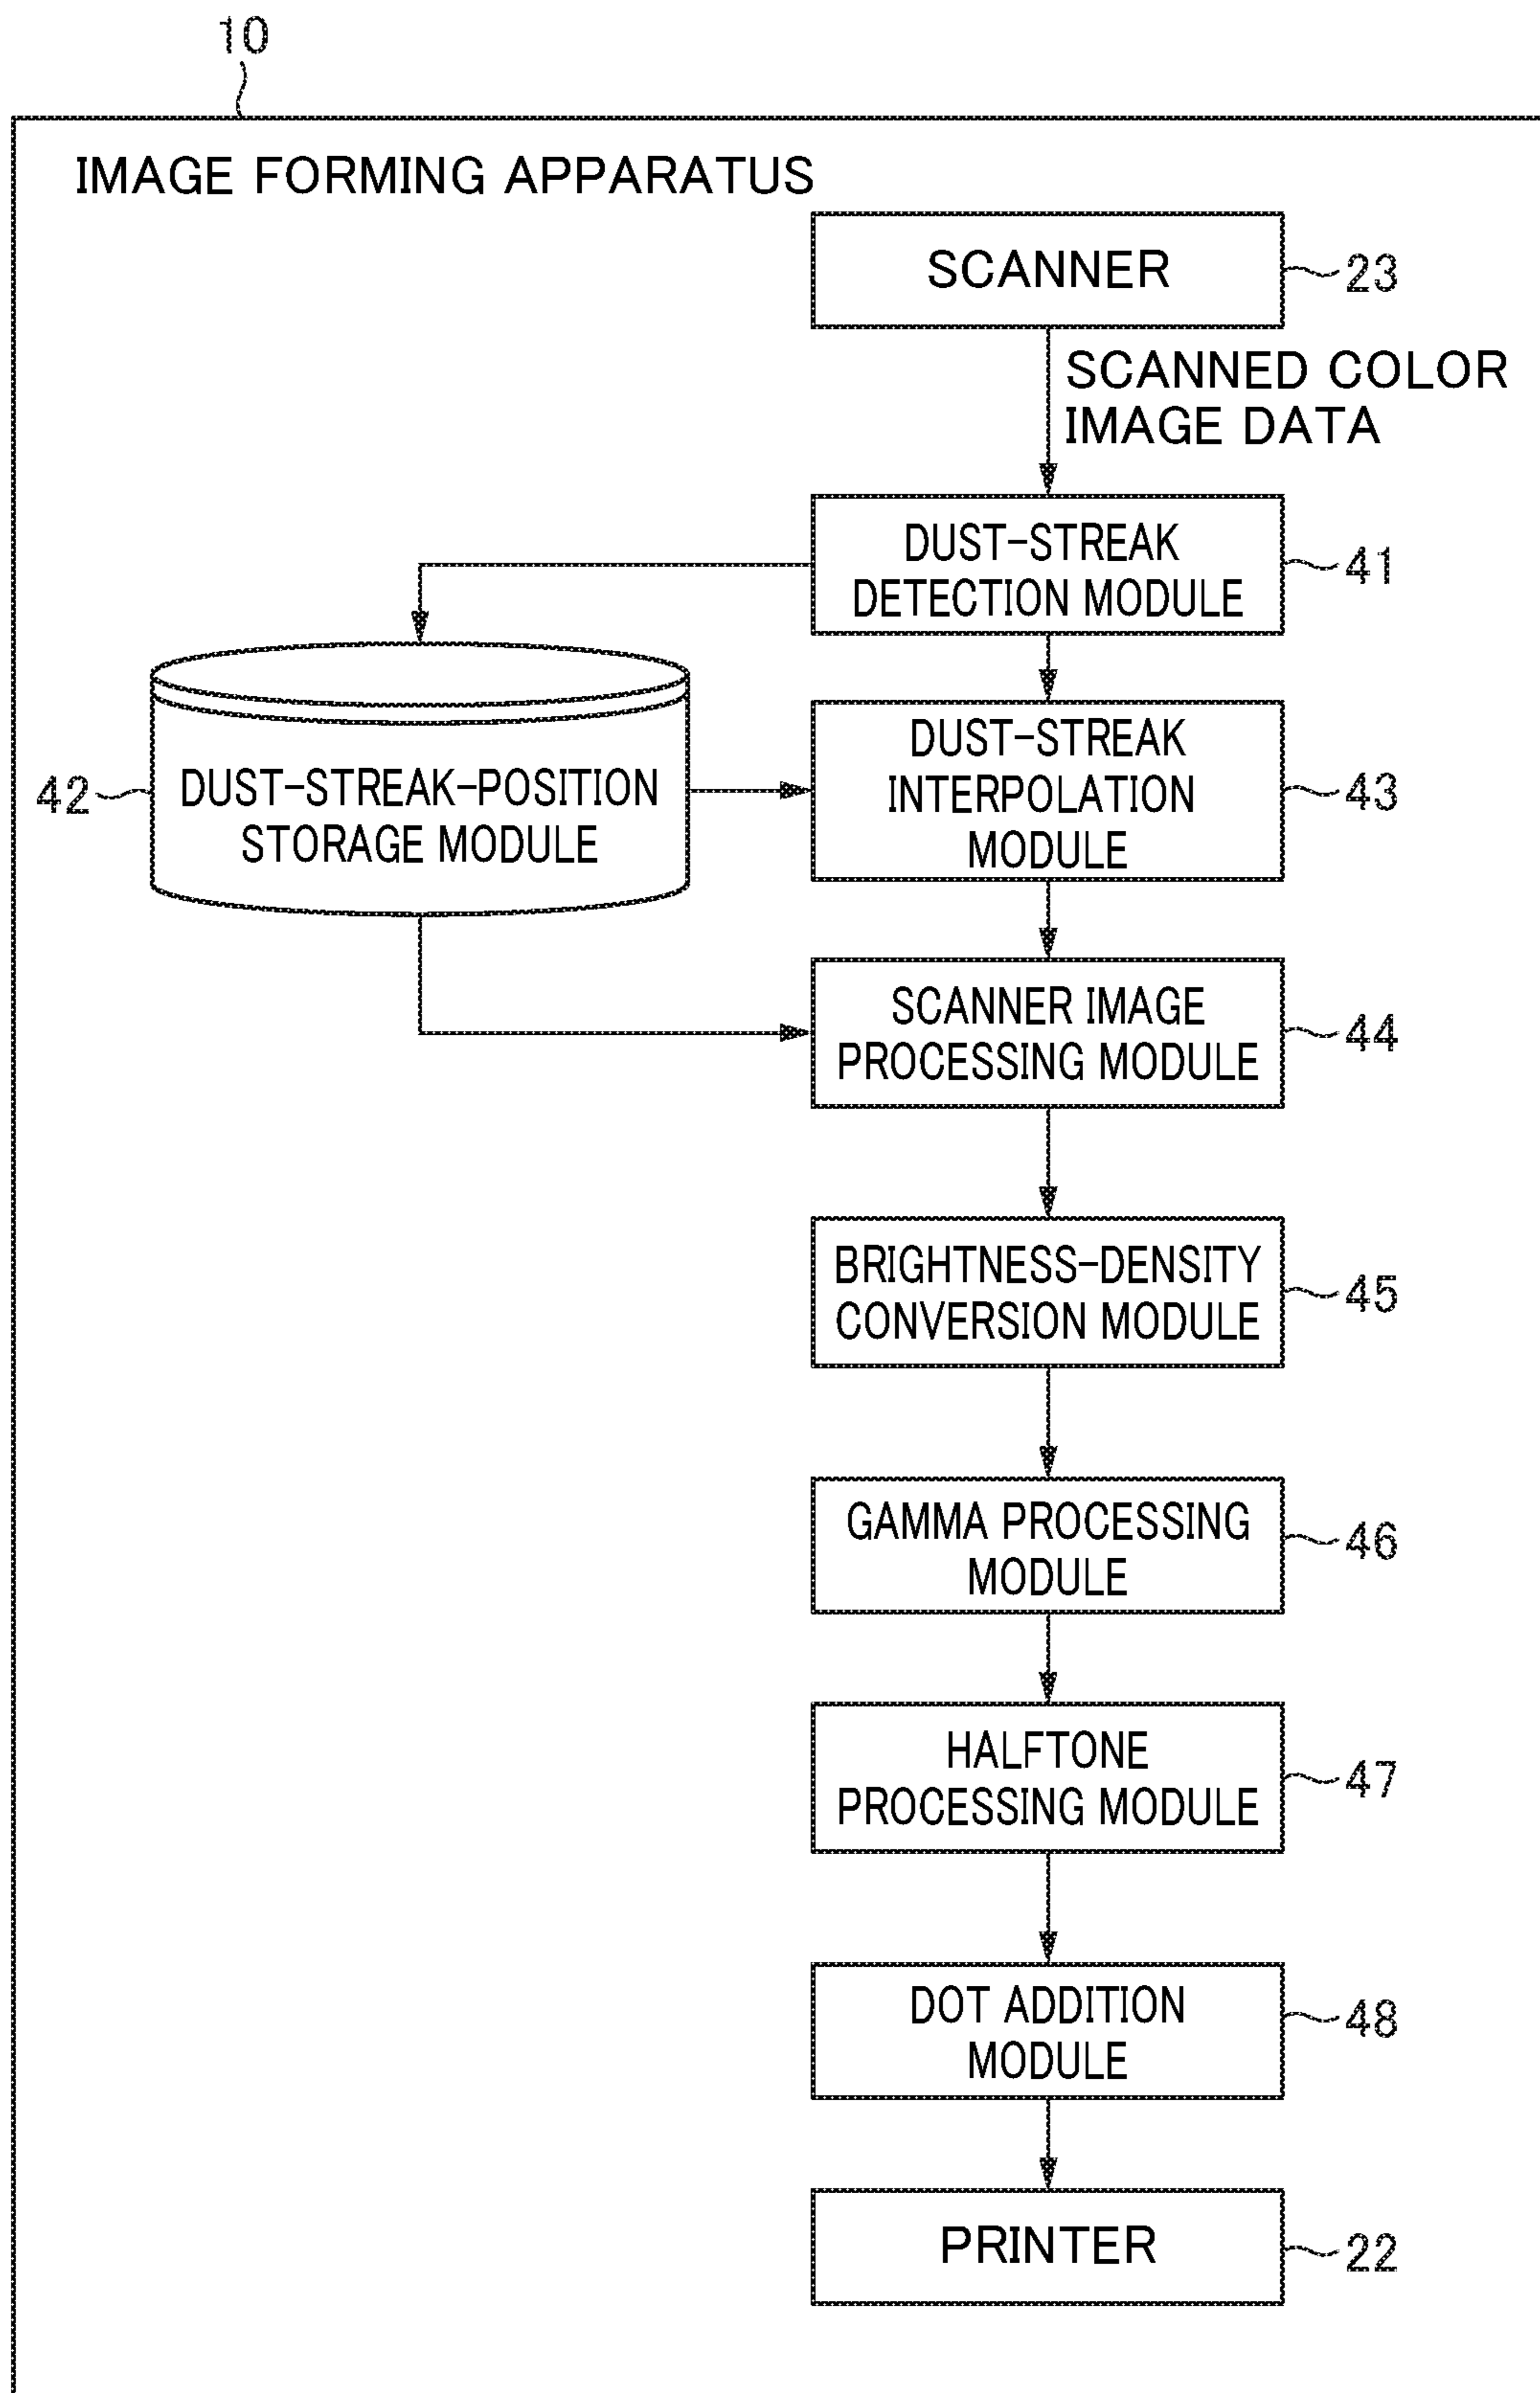 10
IMAGE FORMING APPARATUS
SCANNER
23
SCANNED COLOR
IMAGE DATA
DUST-STREAK
DETECTION MODULE
41
42
DUST-STREAK-POSITION
STORAGE MODULE
DUST-STREAK
INTERPOLATION
MODULE
43
SCANNER IMAGE
PROCESSING MODULE
44
BRIGHTNESS-DENSITY
CONVERSION MODULE
45
GAMMA PROCESSING
MODULE
46
HALFTONE
PROCESSING MODULE
47
DOT ADDITION
MODULE
48
PRINTER
22